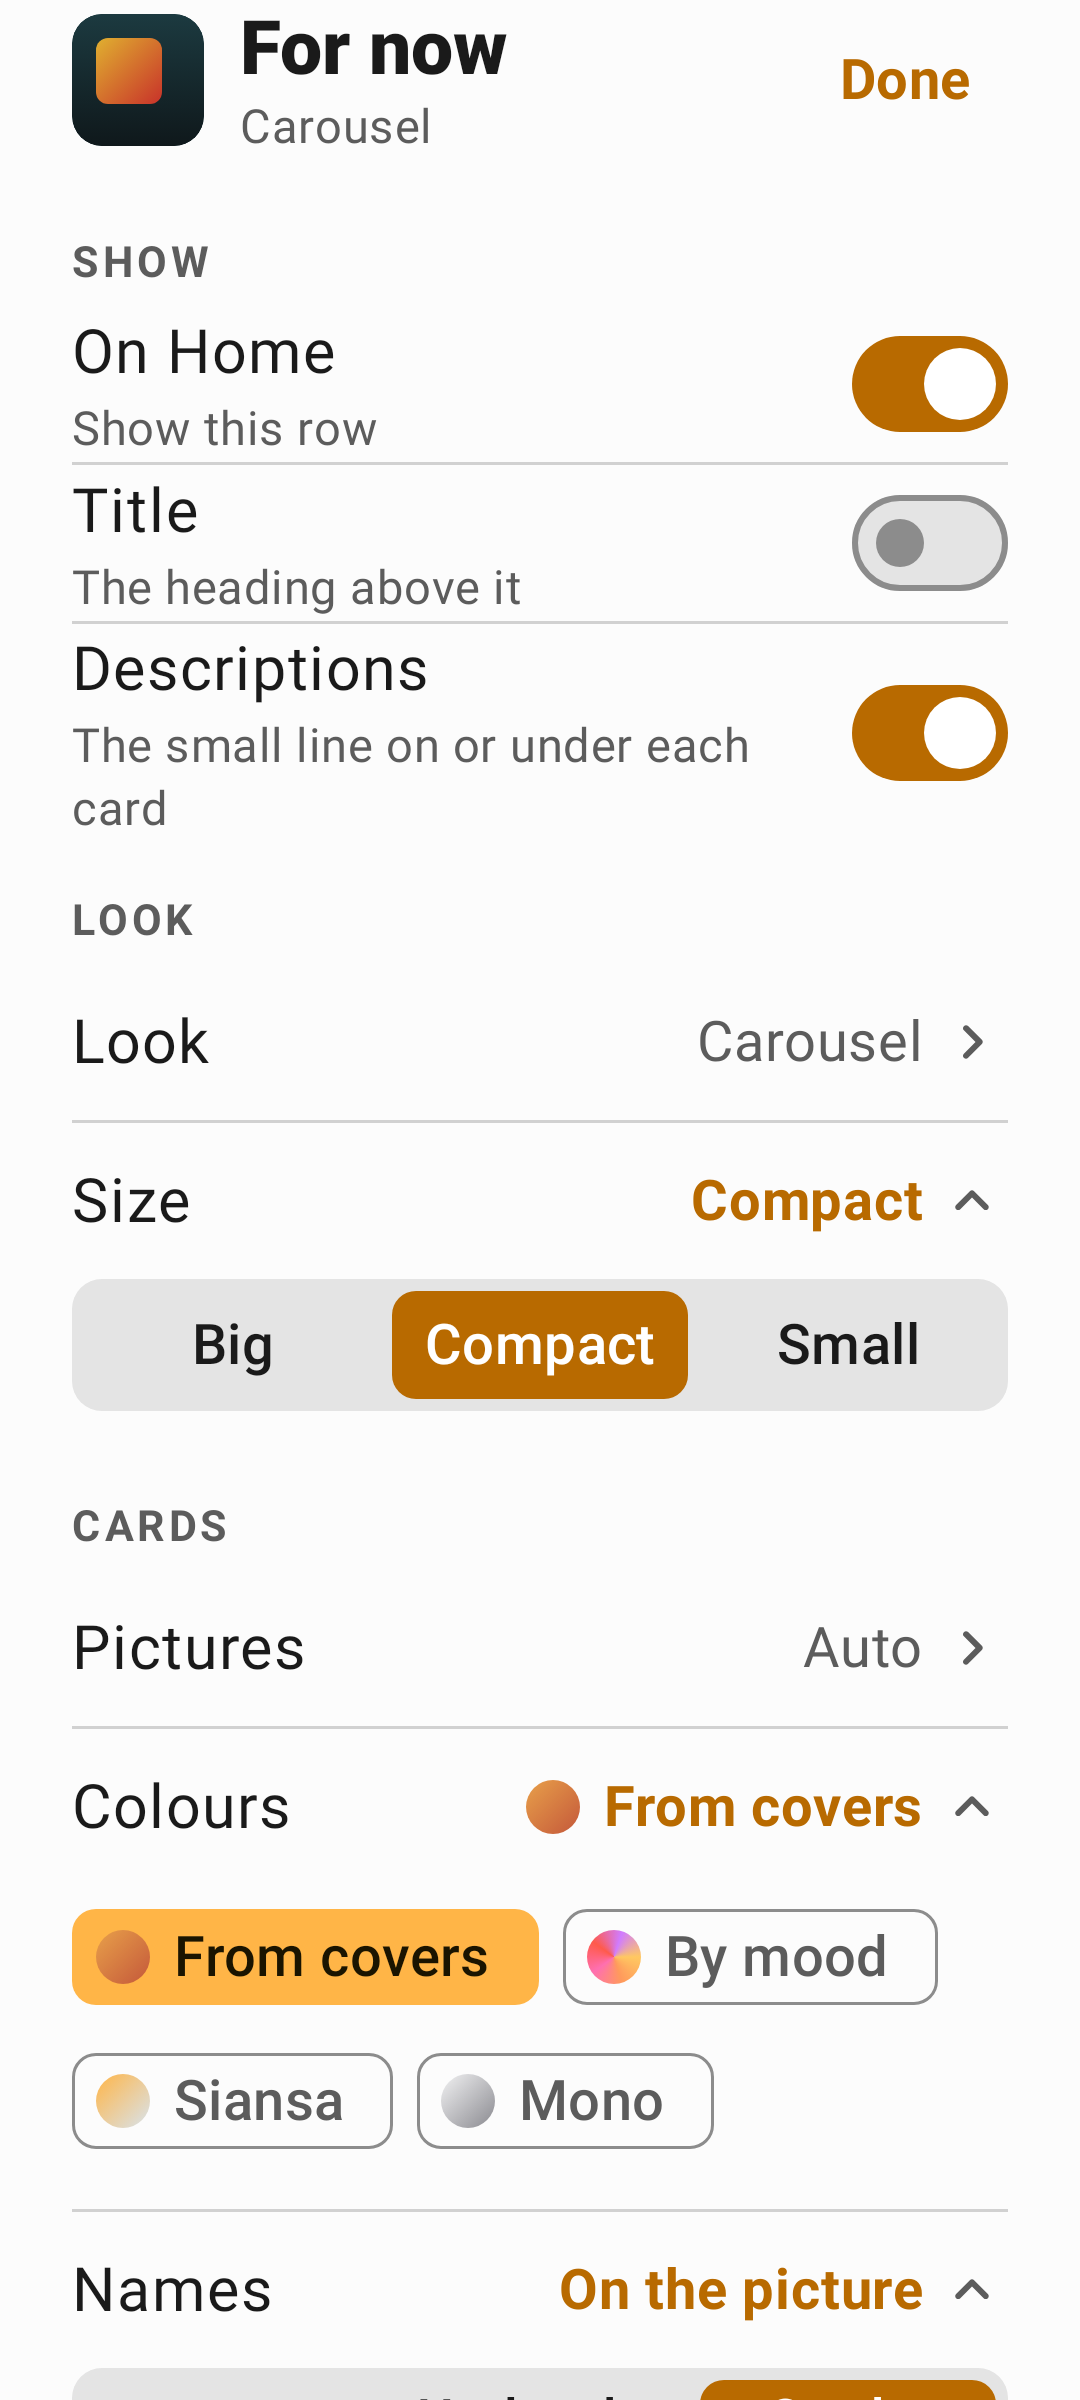 For now
Carousel
Done
SHOW
On Home
Show this row
Title
The heading above it
Descriptions
The small line on or under each
card
LOOK
Look
Carousel
Size
Compact
Big
Compact
Small
CARDS
Pictures
Auto
Colours
From covers
From covers
By mood
Siansa
Mono
Names
On the picture